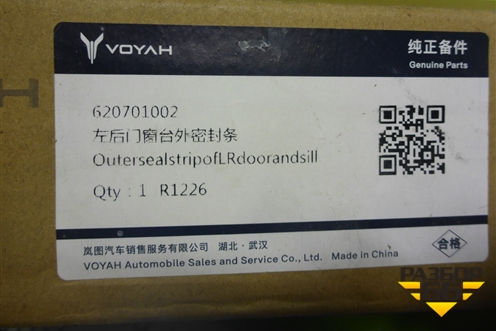 VOYAH
纯正备件
Genuine Parts
620701002
左后门窗台外密封条
OutersealstripofLRdoorandsill
Qty : 1 R1226
岚图汽车销售服务有限公司 湖北·武汉
VOYAH Automobile Sales and Service Co., Ltd. Made in China
合格
РАЗБОР